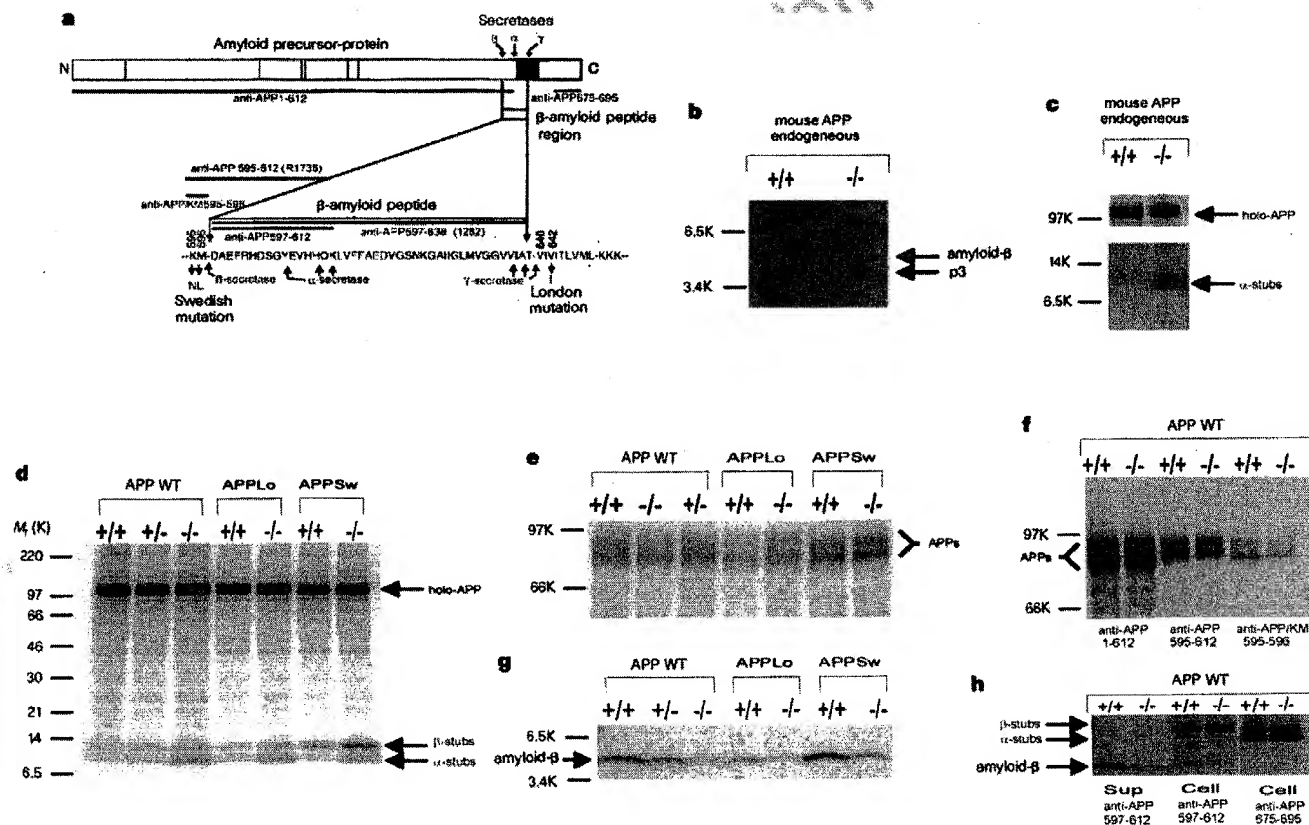 a
Secretases
β α γ
Amyloid precursor-protein
N
C
anti-APP1-612
anti-APP675-695
β-amyloid peptide
region
anti-APP 595-612 (R1736)
anti-APP/KM595-596
β-amyloid peptide
anti-APP597-612
anti-APP597-638 (1282)
640
642
β-secretase
α-secretase
γ-secretase
NL
Swedish
mutation
London
mutation
b
mouse APP
endogeneous
+/+ -/-
6.5K
3.4K
amyloid-β
p3
c
mouse APP
endogeneous
+/+ -/-
97K
holo-APP
14K
6.5K
α-stubs
d
APP WT APPLo APPSw
Mr (K)
+/+ +/- -/- +/+ -/- +/+ -/-
220
97
66
46
30
21
14
6.5
holo-APP
β-stubs
α-stubs
e
APP WT APPLo APPSw
+/+ -/- +/- +/+ -/- +/+ -/-
97K
66K
APPs
f
APP WT
+/+ -/- +/+ -/- +/+ -/-
97K
APPs
66K
anti-APP
1-612
anti-APP
595-612
anti-APP/KM
595-596
g
APP WT APPLo APPSw
+/+ +/- -/- +/+ -/- +/+ -/-
6.5K
amyloid-β
3.4K
h
APP WT
+/+ -/- +/+ -/- +/+ -/-
β-stubs
α-stubs
amyloid-β
Sup
anti-APP
597-612
Cell
anti-APP
597-612
Cell
anti-APP
675-695